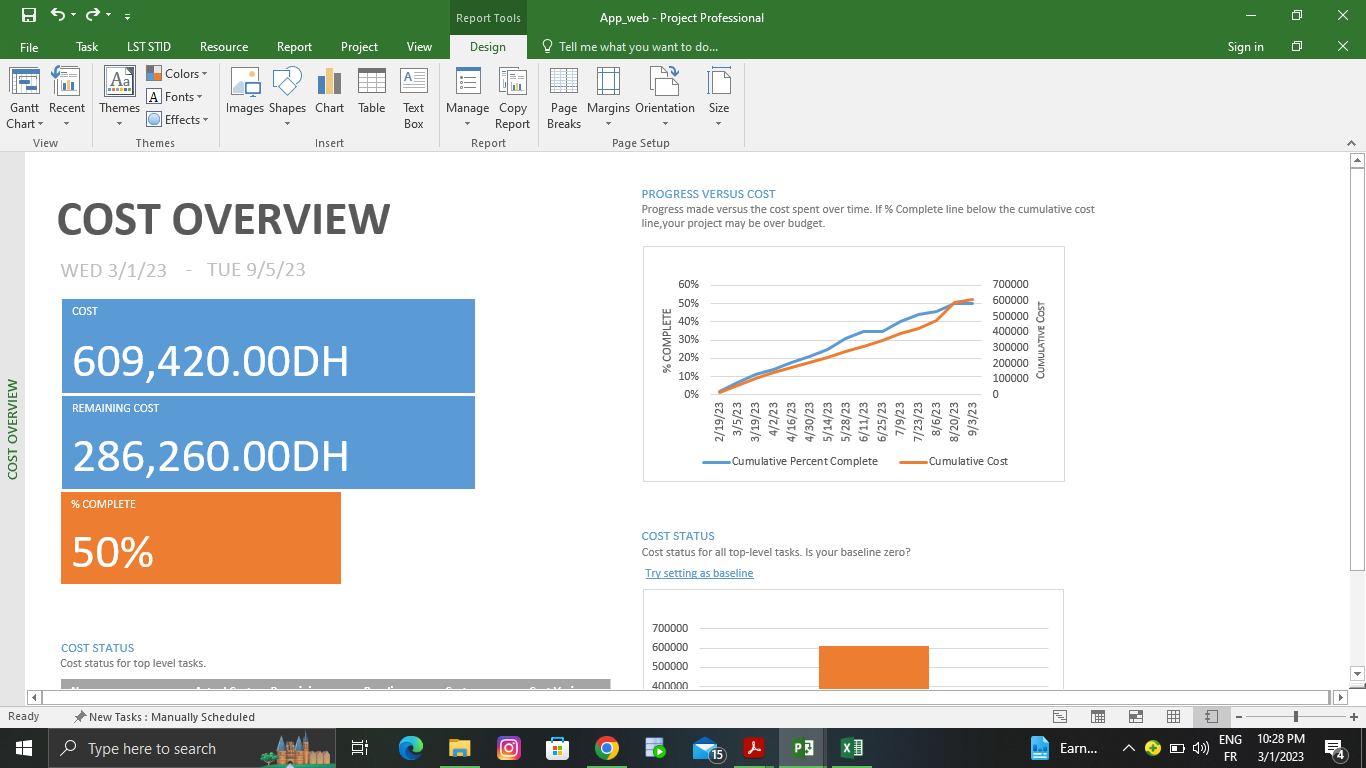 Report Tools
App_web - Project Professional
File Task LST STID Resource Report Project View Design Tell me what you want to do... Sign in
Gantt Chart
Recent
Themes
Colors
Fonts
Effects
Images
Shapes
Chart
Table
Text Box
Manage
Copy Report
Page Breaks
Margins
Orientation
Size
View Themes Insert Report Page Setup
COST OVERVIEW
COST OVERVIEW
WED 3/1/23 - TUE 9/5/23
COST
609,420.00DH
REMAINING COST
286,260.00DH
% COMPLETE
50%
COST STATUS
Cost status for top level tasks.
PROGRESS VERSUS COST
Progress made versus the cost spent over time. If % Complete line below the cumulative cost
line,your project may be over budget.
% COMPLETE
60%
50%
40%
30%
20%
10%
0%
700000
600000
500000
400000
300000
200000
100000
0
CUMULATIVE COST
2/19/23
3/5/23
3/19/23
4/2/23
4/16/23
4/30/23
5/14/23
5/28/23
6/11/23
6/25/23
7/9/23
7/23/23
8/6/23
8/20/23
9/3/23
Cumulative Percent Complete Cumulative Cost
COST STATUS
Cost status for all top-level tasks. Is your baseline zero?
Try setting as baseline
700000
600000
500000
400000
Ready New Tasks : Manually Scheduled
Type here to search
15
Earn...
ENG
FR
10:28 PM
3/1/2023
4